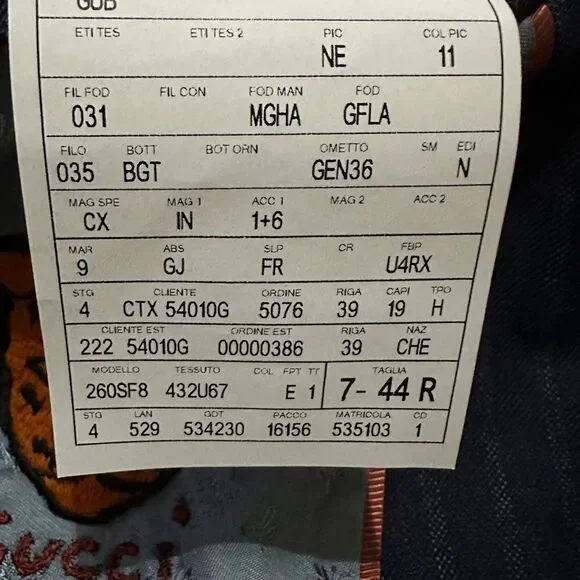 GUB
ETI TES ETI TES 2 PIC COL PIC
NE 11
FIL FOD FIL CON FOD MAN FOD
031 MGHA GFLA
FILO BOTT BOT ORN OMETTO SM EDI
035 BGT GEN36 N
MAG SPE MAG 1 ACC 1 MAG 2 ACC 2
CX IN 1+6
MAR ABS SLP CR FBP
9 GJ FR U4RX
STG CLIENTE ORDINE RIGA CAPI TPO
4 CTX 54010G 5076 39 19 H
CLIENTE EST ORDINE EST RIGA NAZ
222 54010G 00000386 39 CHE
MODELLO TESSUTO COL FPT TT TAGLIA
260SF8 432U67 E 1 7- 44 R
STG LAN GDT PACCO MATRICOLA CD
4 529 534230 16156 535103 1
Gucci